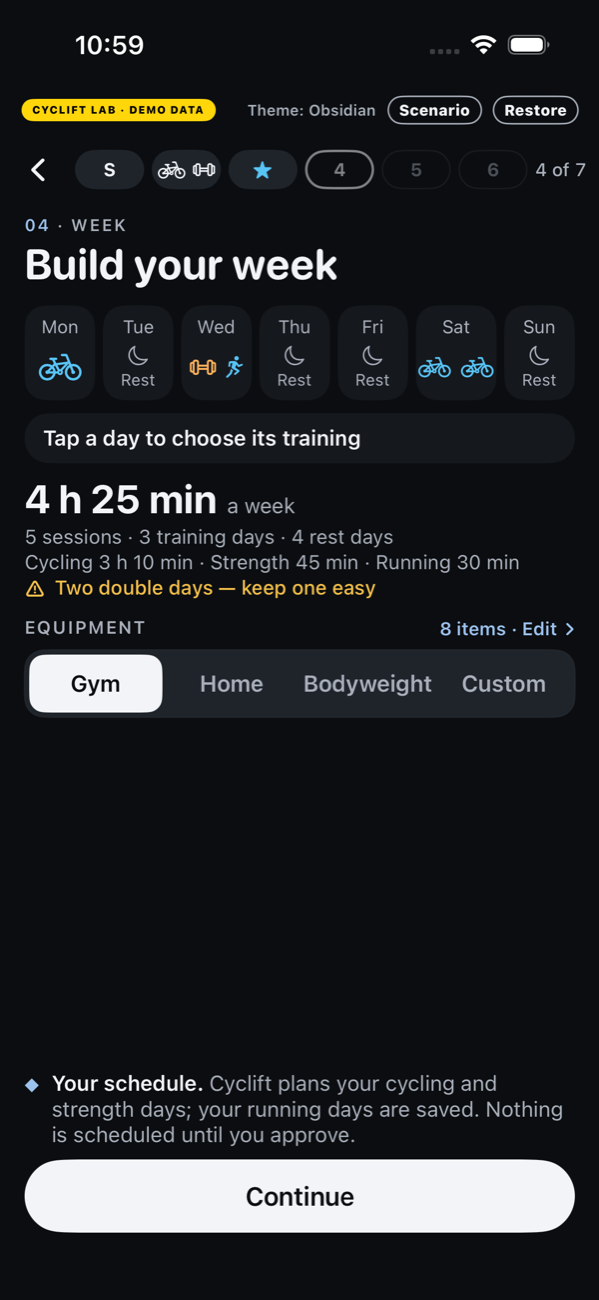 10:59
CYCLIFT LAB · DEMO DATA Theme: Obsidian Scenario Restore
S 4 5 6 4 of 7
04 · WEEK
Build your week
Mon Tue Wed Thu Fri Sat Sun
Rest Rest Rest Rest
Tap a day to choose its training
4 h 25 min a week
5 sessions · 3 training days · 4 rest days
Cycling 3 h 10 min · Strength 45 min · Running 30 min
Two double days — keep one easy
EQUIPMENT 8 items · Edit >
Gym Home Bodyweight Custom
Your schedule. Cyclift plans your cycling and
strength days; your running days are saved. Nothing
is scheduled until you approve.
Continue